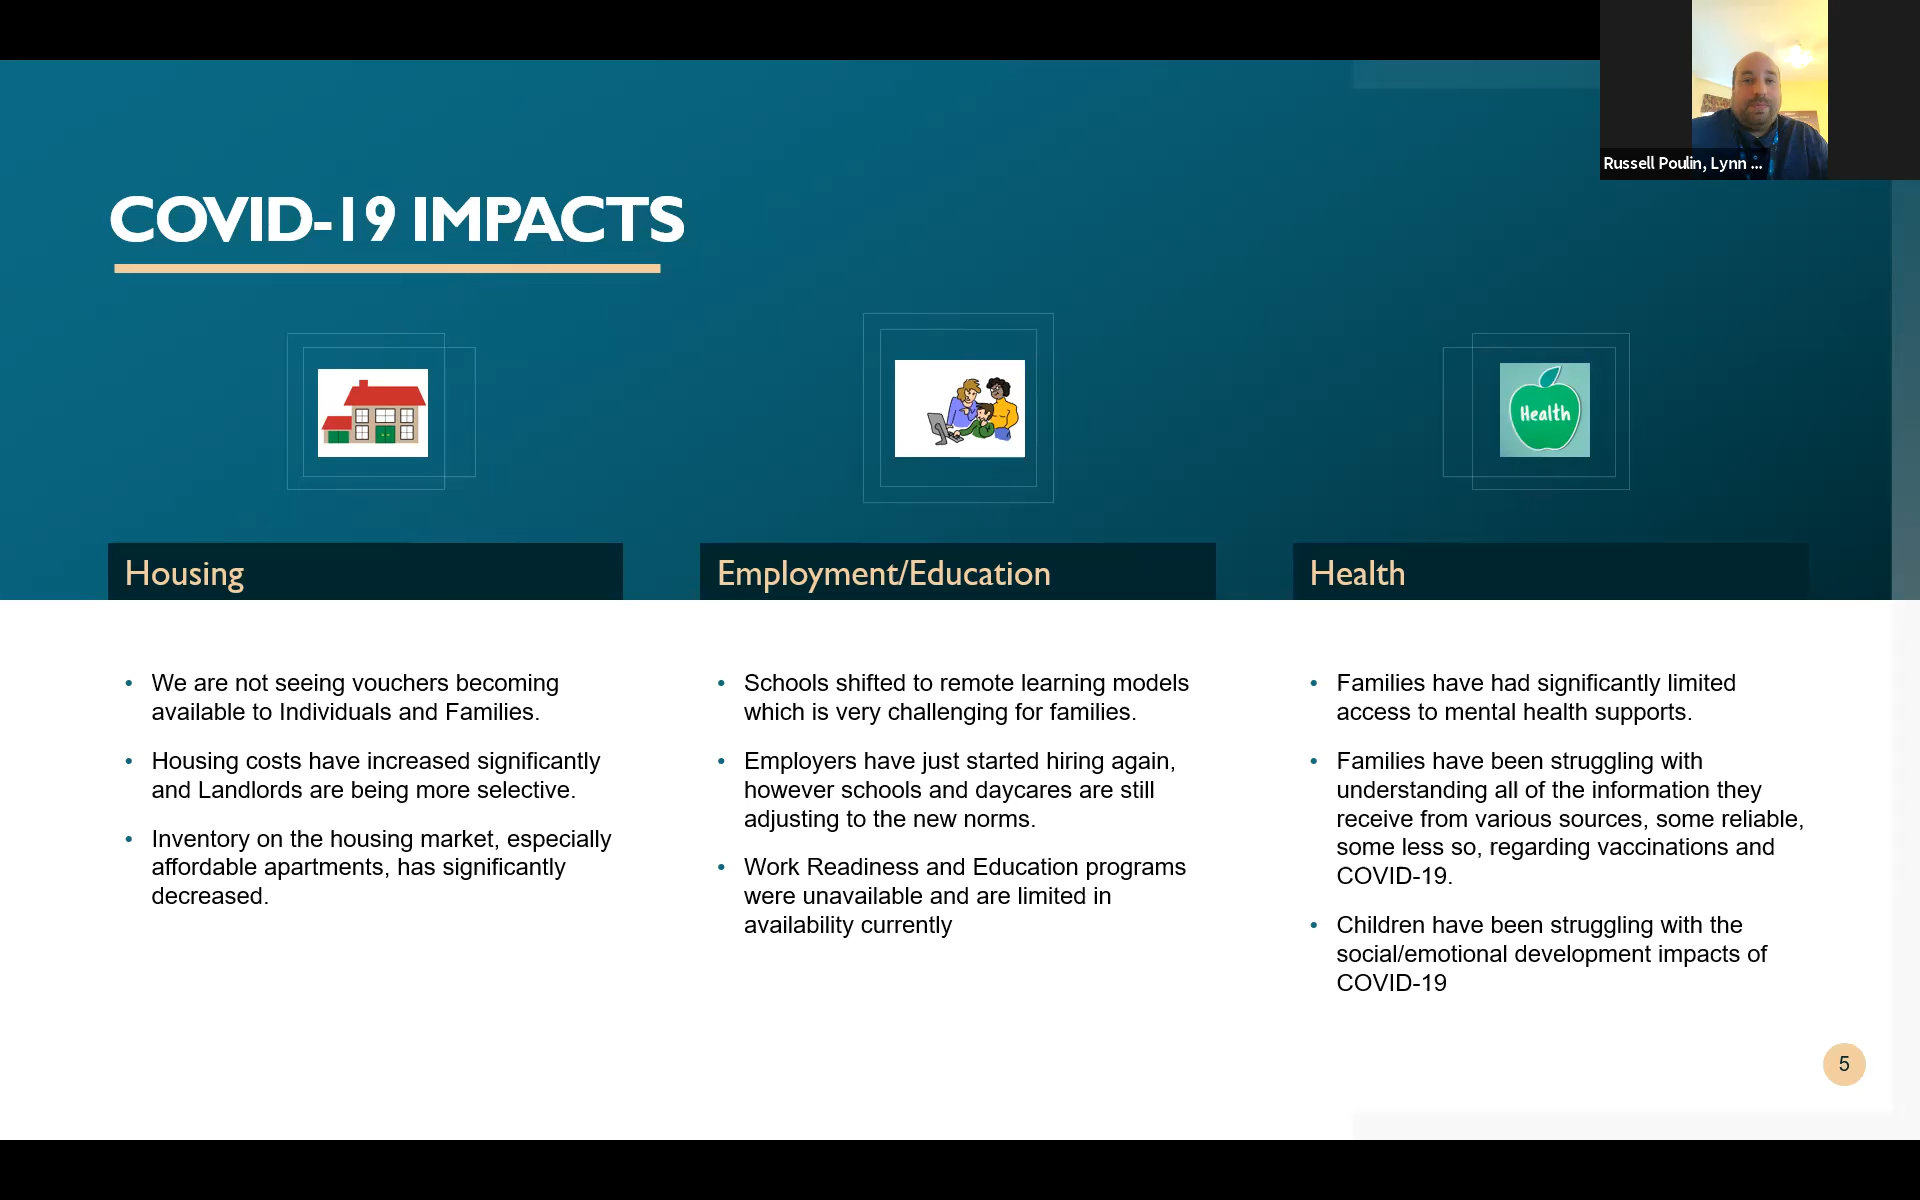 Russell Poulin, Lynn ...
COVID-19 IMPACTS
Health
Housing
We are not seeing vouchers becoming
available to Individuals and Families.
Housing costs have increased significantly
and Landlords are being more selective.
Inventory on the housing market, especially
affordable apartments, has significantly
decreased.
Employment/Education
Schools shifted to remote learning models
which is very challenging for families.
Employers have just started hiring again,
however schools and daycares are still
adjusting to the new norms.
Work Readiness and Education programs
were unavailable and are limited in
availability currently
Health
Families have had significantly limited
access to mental health supports.
Families have been struggling with
understanding all of the information they
receive from various sources, some reliable,
some less so, regarding vaccinations and
COVID-19.
Children have been struggling with the
social/emotional development impacts of
COVID-19
5